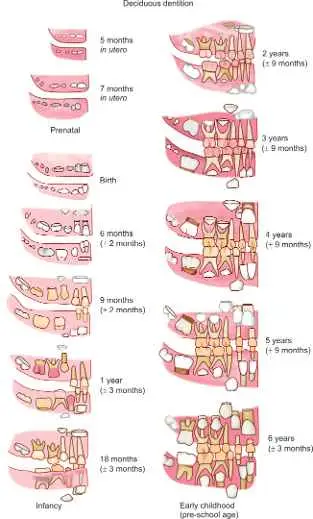 Deciduous dentition
5 months
in utero
7 months
in utero
Prenatal
Birth
6 months
(± 2 months)
9 months
(± 2 months)
1 year
(± 3 months)
18 months
(± 3 months)
Infancy
2 years
(± 9 months)
3 years
(± 9 months)
4 years
(± 9 months)
5 years
(± 9 months)
6 years
(± 3 months)
Early childhood
(pre-school age)